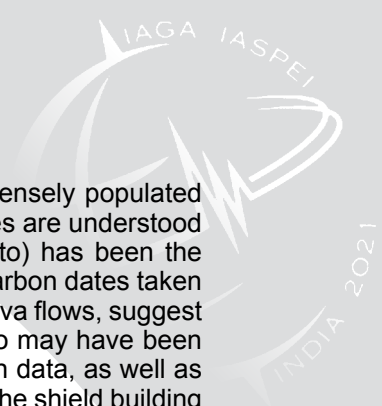 IAGA IASPEI
INDIA 2021
ensely populated
es are understood
to) has been the
arbon dates taken
va flows, suggest
o may have been
n data, as well as
he shield building